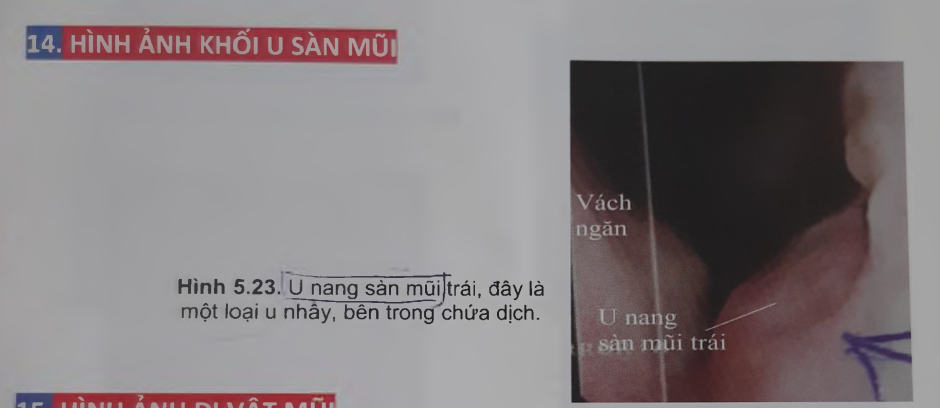 14. HÌNH ẢNH KHỐI U SÀN MŨI
Vách
ngăn
Hình 5.23. U nang sàn mũi trái, đây là
một loại u nhầy, bên trong chứa dịch.
U nang
sàn mũi trái
15. HÌNH ẢNH DỊ VẬT MŨI